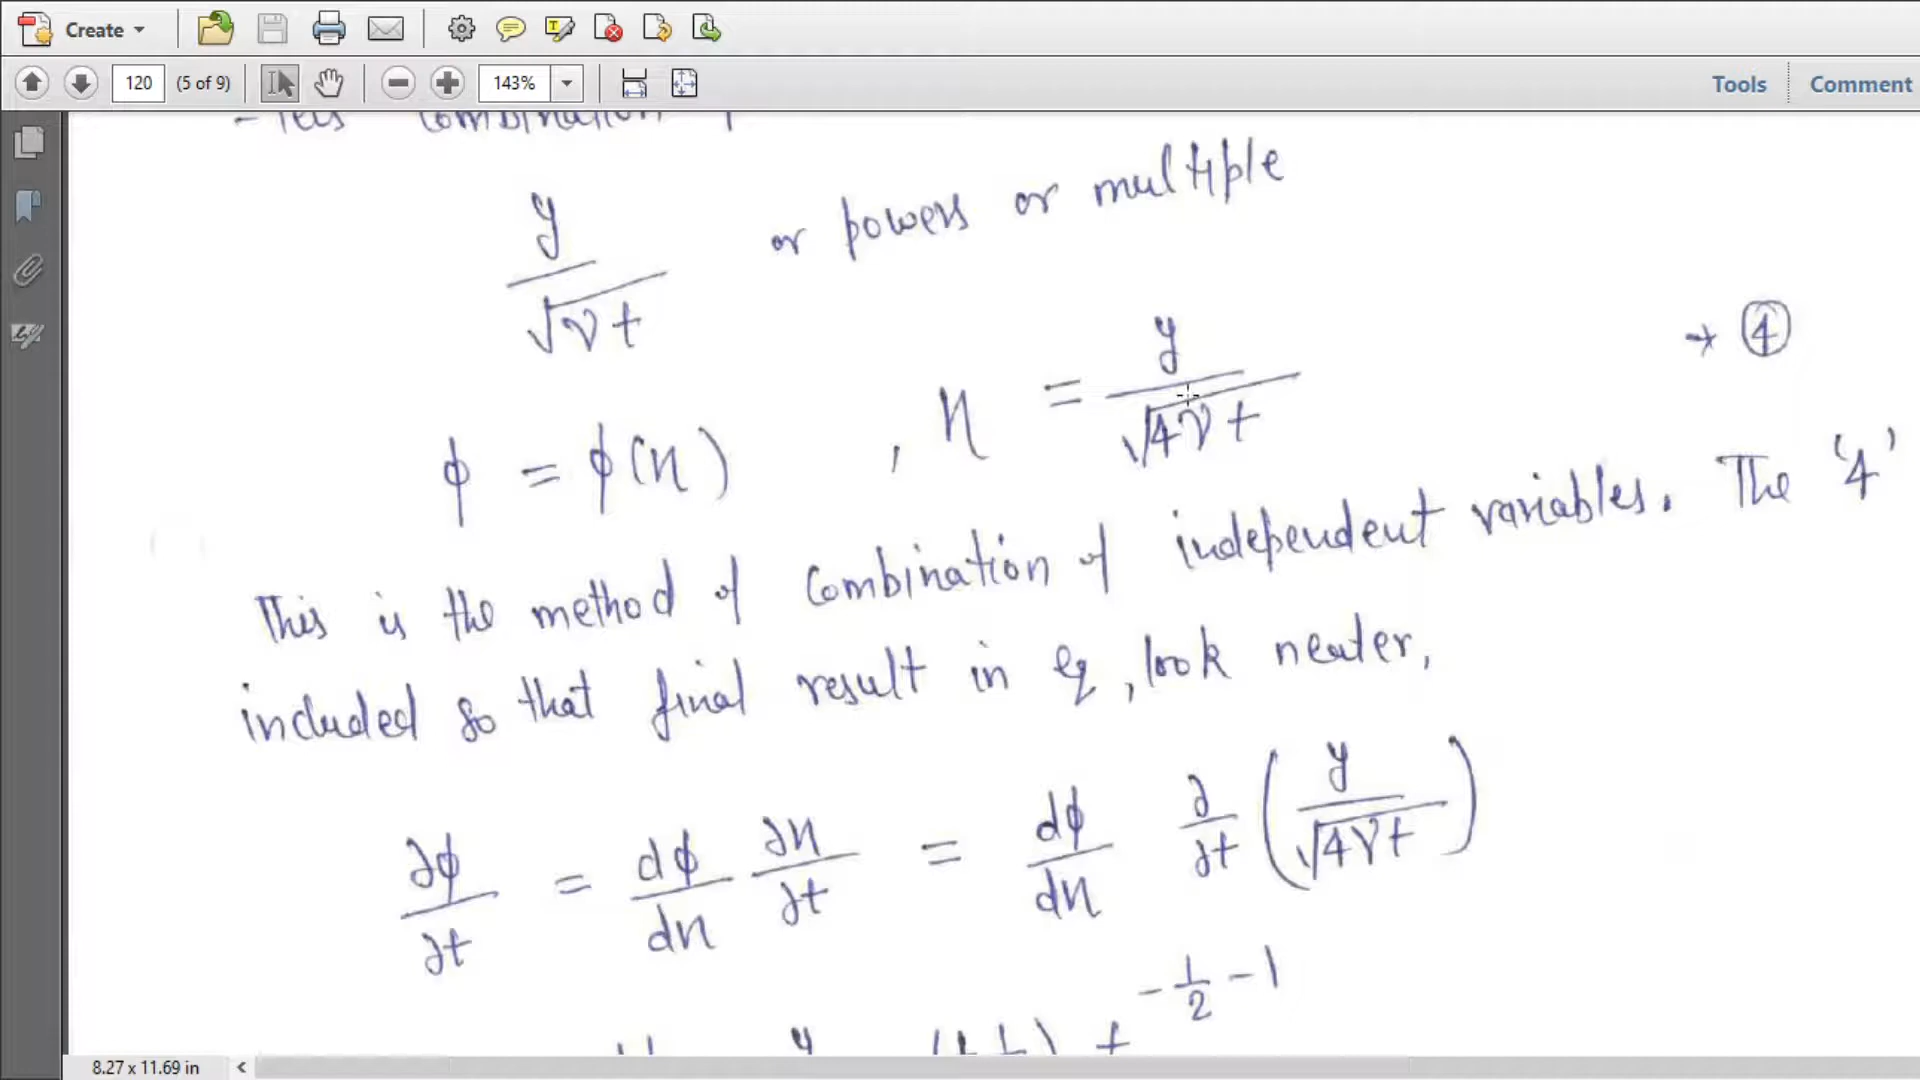 Create
120 (5 of 9) 143% Tools Comment
combination
y/√νt or powers or multiple
ϕ = ϕ(η) , η = y/√4νt → ④
This is the method of combination of independent variables. The '4'
included so that final result in eq, look neater,
∂ϕ/∂t = dϕ/dη ∂η/∂t = dϕ/dη ∂/∂t (y/√4νt)
-1/2 -1
8.27 x 11.69 in